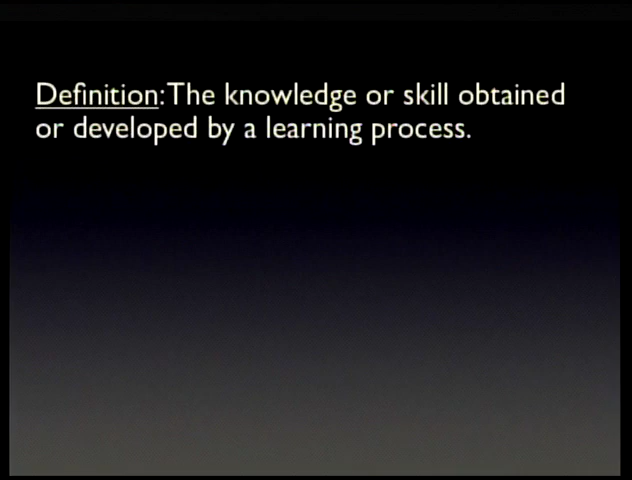 Definition:The knowledge or skill obtained
or developed by a learning process.